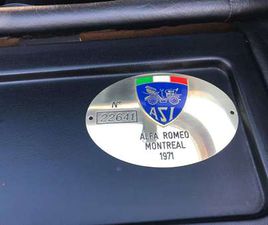 ASI
N°
22641
ALFA ROMEO
MONTREAL
1971